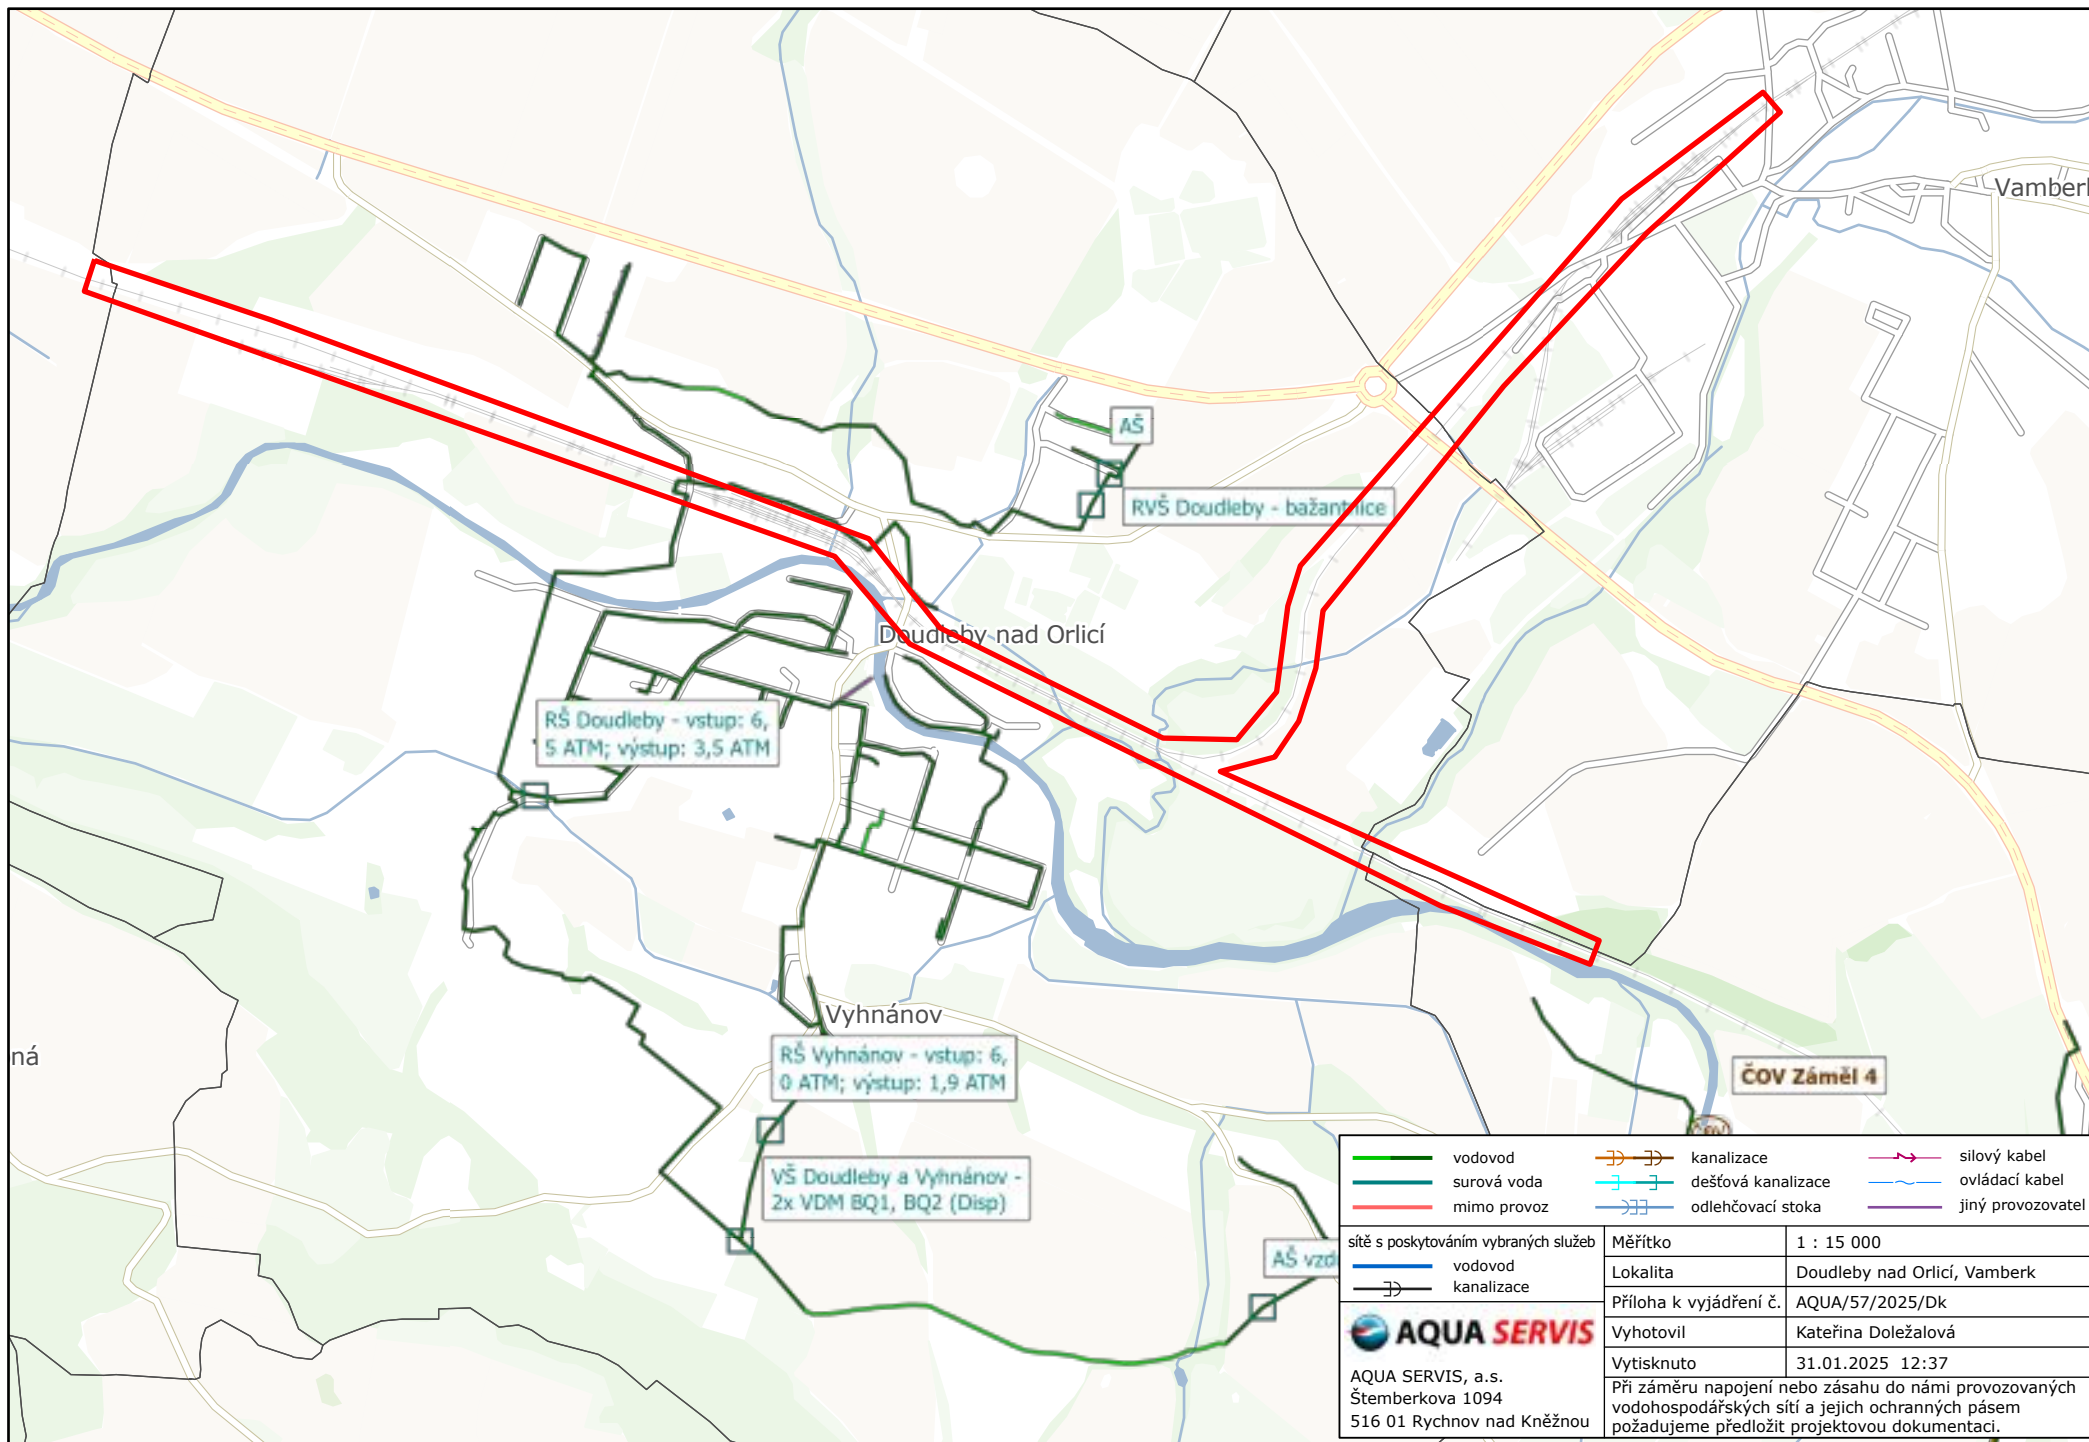 Vamberk
AŠ
RVŠ Doudleby - bažantnice
Doudleby nad Orlicí
RŠ Doudleby - vstup: 6,
5 ATM; výstup: 3,5 ATM
Vyhnánov
ná
RŠ Vyhnánov - vstup: 6,
0 ATM; výstup: 1,9 ATM
ČOV Záměl 4
ČOV
VŠ Doudleby a Vyhnánov -
2x VDM BQ1, BQ2 (Disp)
AŠ vzd
vodovod
surová voda
mimo provoz
kanalizace
dešťová kanalizace
odlehčovací stoka
silový kabel
ovládací kabel
jiný provozovatel
sítě s poskytováním vybraných služeb
vodovod
kanalizace
Měřítko 1 : 15 000
Lokalita Doudleby nad Orlicí, Vamberk
Příloha k vyjádření č. AQUA/57/2025/Dk
Vyhotovil Kateřina Doležalová
Vytisknuto 31.01.2025 12:37
AQUA SERVIS
AQUA SERVIS, a.s.
Štemberkova 1094
516 01 Rychnov nad Kněžnou
Při záměru napojení nebo zásahu do námi provozovaných
vodohospodářských sítí a jejich ochranných pásem
požadujeme předložit projektovou dokumentaci.